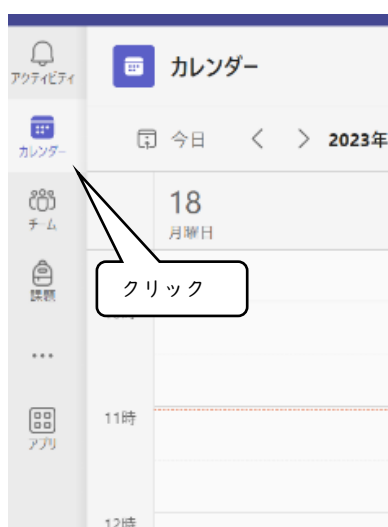 アクティビティ
カレンダー
カレンダー
今日
2023年
チーム
18
月曜日
課題
クリック
アプリ
11時
12時